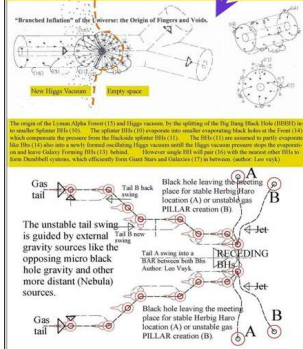 "Branched Inflation" of the Universe: the Origin of Fingers and Voids.
New Higgs Vacuum
Empty space
The origin of the Lyman Alpha Forest (15) and Higgs vacuum, by the splitting of the Big Bang Black Hole (BBBH) in
to smaller Splinter BHs (10). The splinter BHs (10) evaporate into smaller evaporating black holes at the Front (14)
which compensate the pressure from the Backside splinter BHs (11). The BHs (11) are assumed to partly evaporate
like Bhs (14) also into a newly formed oscillating Higgs vacuum untill the Higgs vacuum pressure stops the evaporati-
on and leave Galaxy Forming BHs (13) behind. However single BH will pair (16) with the nearest other BHs to
form Dumbbell systems, which efficiently form Giant Stars and Galaxies (17) in between. (author: Leo vuyk)
Gas
tail
Tail B back
swing
Black hole leaving the meeting
place for stable Herbig Haro
location (A) or unstable gas
PILLAR creation (B).
A
B
The unstable tail swing
is guided by external
gravity sources like the
opposing micro black
hole gravity and other
more distant (Nebula)
sources.
Tail B new
swing
Jet
Tail A swing into a
BAR between both Bhs
Author: Leo Vuyk.
RECEDING
BHs !
Jet
Gas
tail
Black hole leaving the meeting
place for stable Herbig Haro
location (A) or unstable gas
PILLAR creation (B).
A
B